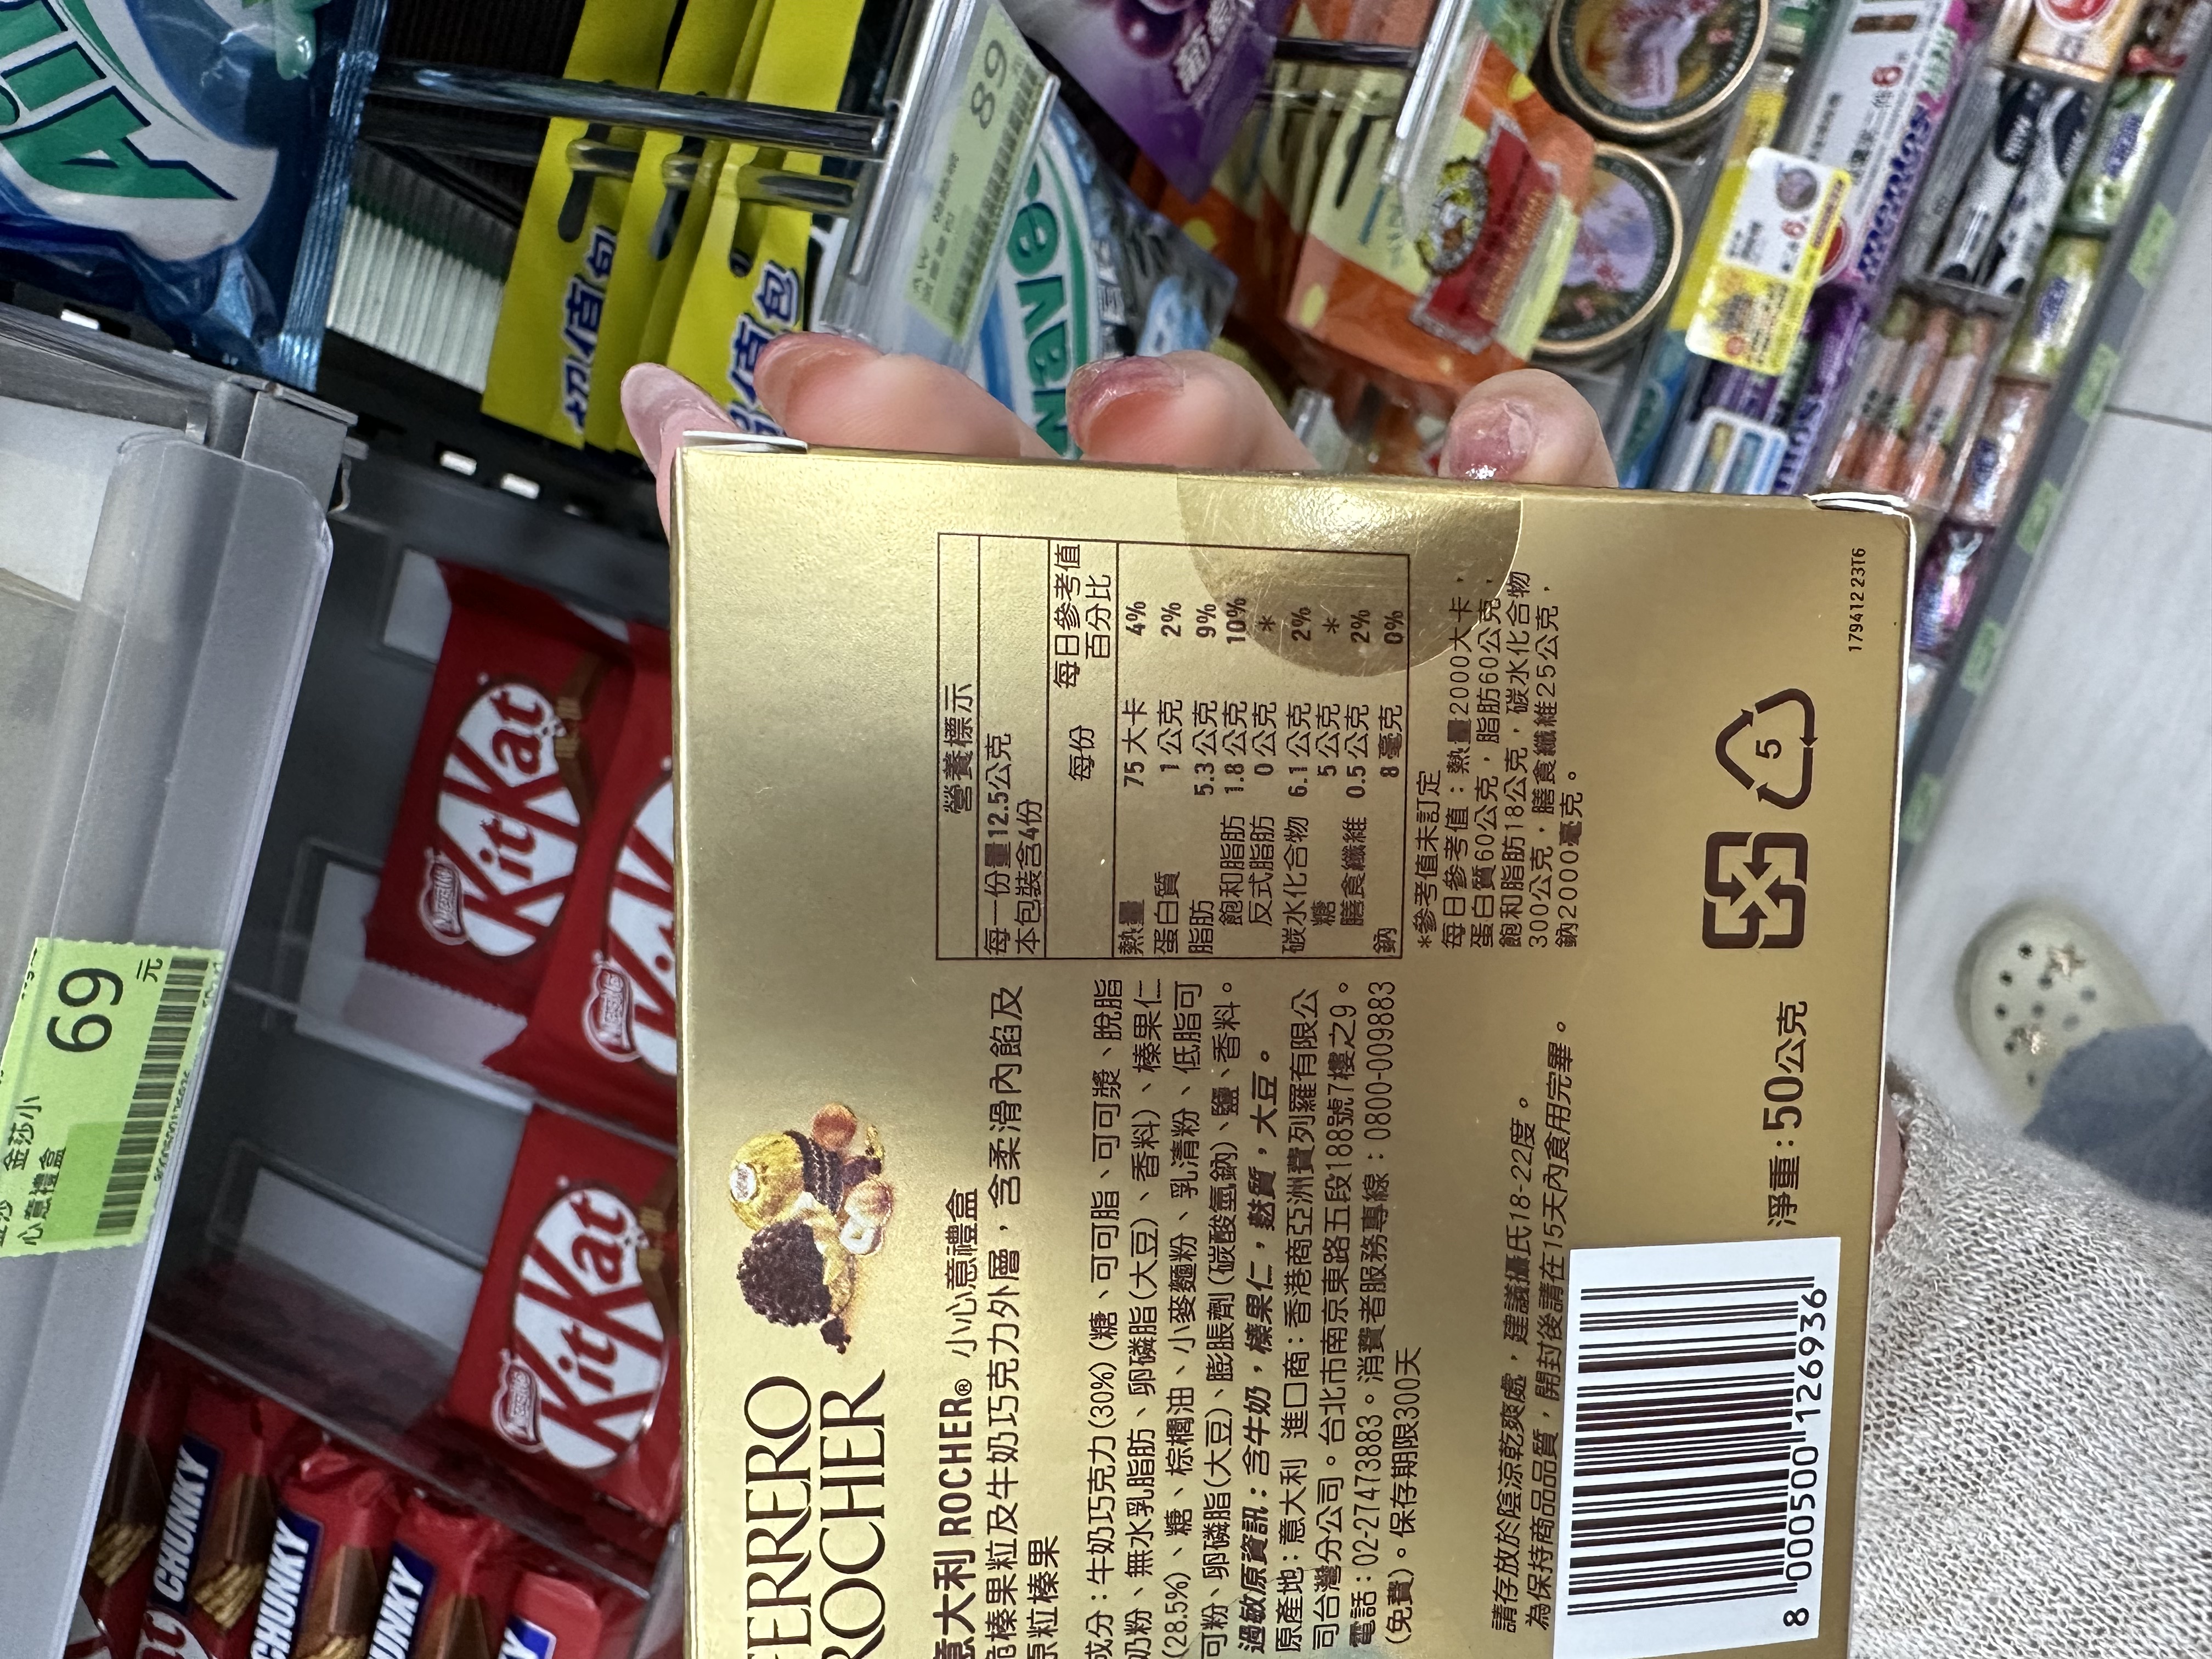 金莎小
心意禮盒
69
元
CHUNKY
CHUNKY
Nestlé
KitKat
Nestlé
KitKat
Nestlé
KitKat
超值包
值包
89
waves
FERRERO
ROCHER
意大利 ROCHER® 小心意禮盒
脆榛果粒及牛奶巧克力外層，含柔滑內餡及
原粒榛果
成分：牛奶巧克力(30%) (糖、可可脂、可可漿、脫脂
奶粉、無水乳脂肪、卵磷脂(大豆)、香料)、榛果仁
(28.5%)、糖、棕櫚油、小麥麵粉、乳清粉、低脂可
可粉、卵磷脂(大豆)、膨脹劑(碳酸氫鈉)、鹽、香料。
過敏原資訊：含牛奶，榛果仁，麩質，大豆。
原產地：意大利 進口商：香港商亞洲費列羅有限公
司台灣分公司。台北市南京東路五段188號7樓之9。
電話：02-27473883。消費者服務專線：0800-009883
(免費)。保存期限300天
請存放於陰涼乾爽處，建議攝氏18-22度。
為保持商品品質，開封後請在15天內食用完畢。
8 000500 126936
淨重：50公克
營養標示
每一份量12.5公克
本包裝含4份
每份 每日參考值
百分比
熱量 75 大卡 4%
蛋白質 1 公克 2%
脂肪 5.3 公克 9%
飽和脂肪 1.8 公克 10%
反式脂肪 0 公克 *
碳水化合物 6.1 公克 2%
糖 5 公克 *
膳食纖維 0.5 公克 2%
鈉 8 毫克 0%
*參考值未訂定
每日參考值：熱量2000大卡，
蛋白質60公克，脂肪60公克，
飽和脂肪18公克，碳水化合物
300公克，膳食纖維25公克，
鈉2000毫克。
5
179412 23T6
mentos